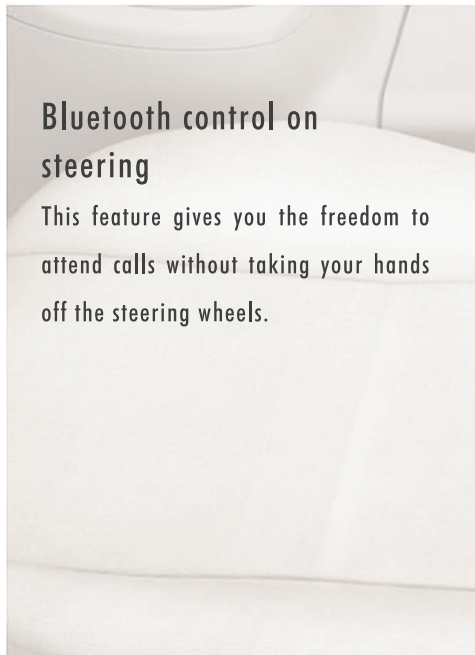 Bluetooth control on
steering
This feature gives you the freedom to
attend calls without taking your hands
off the steering wheels.